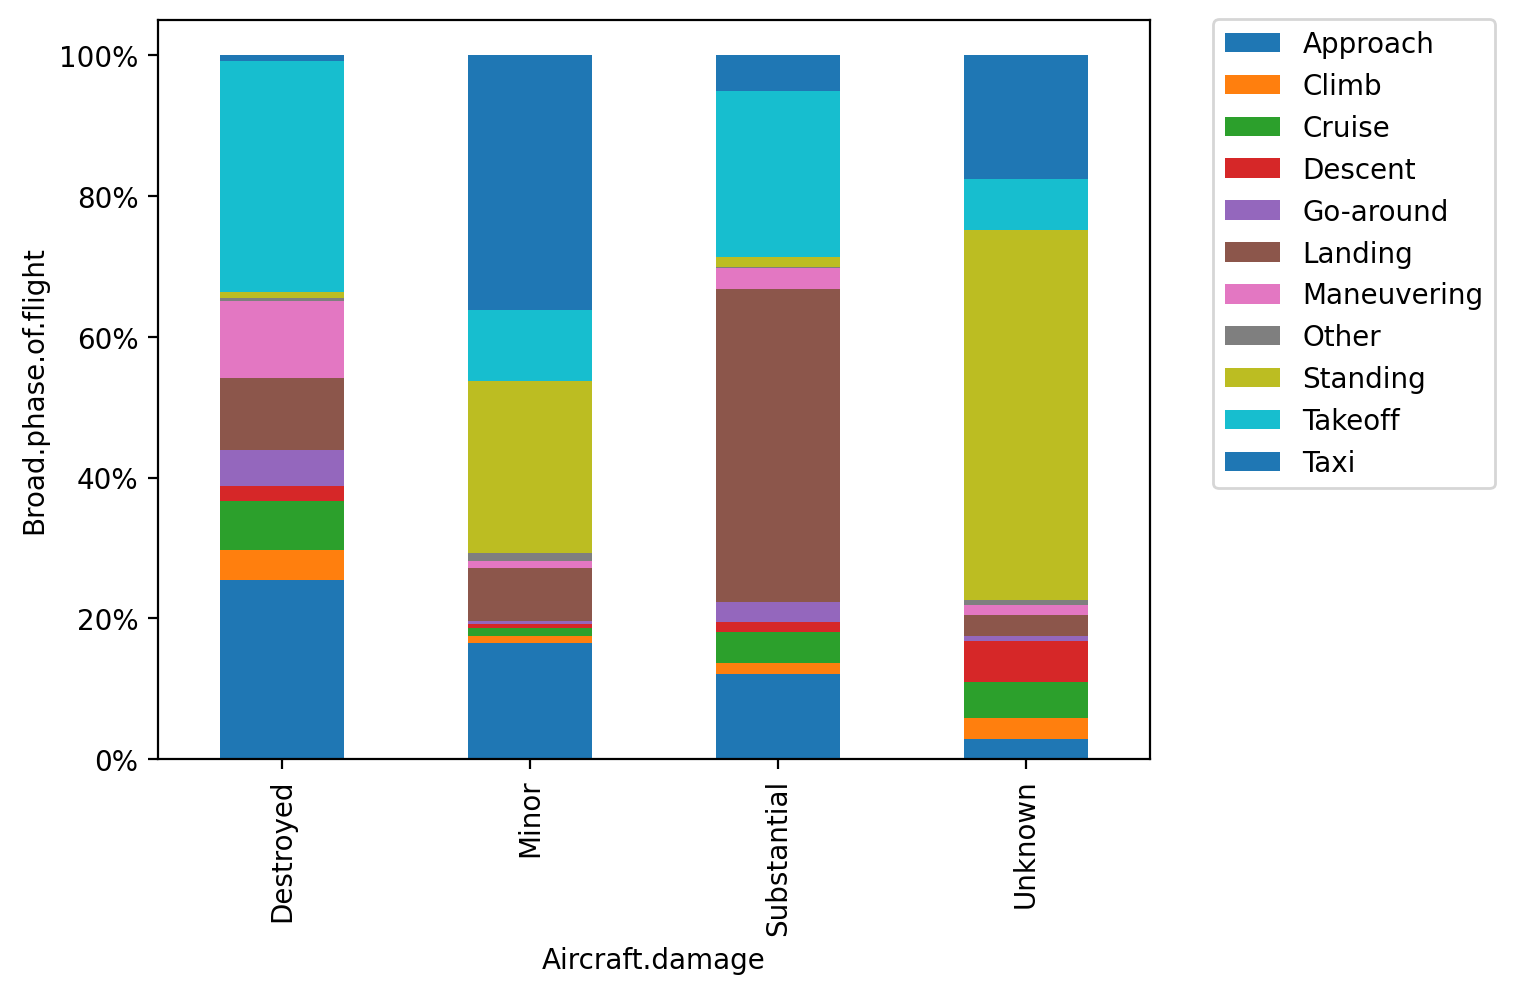 100%
80%
60%
40%
20%
0%
Broad.phase.of.flight
Destroyed
Minor
Substantial
Unknown
Aircraft.damage
Approach
Climb
Cruise
Descent
Go-around
Landing
Maneuvering
Other
Standing
Takeoff
Taxi